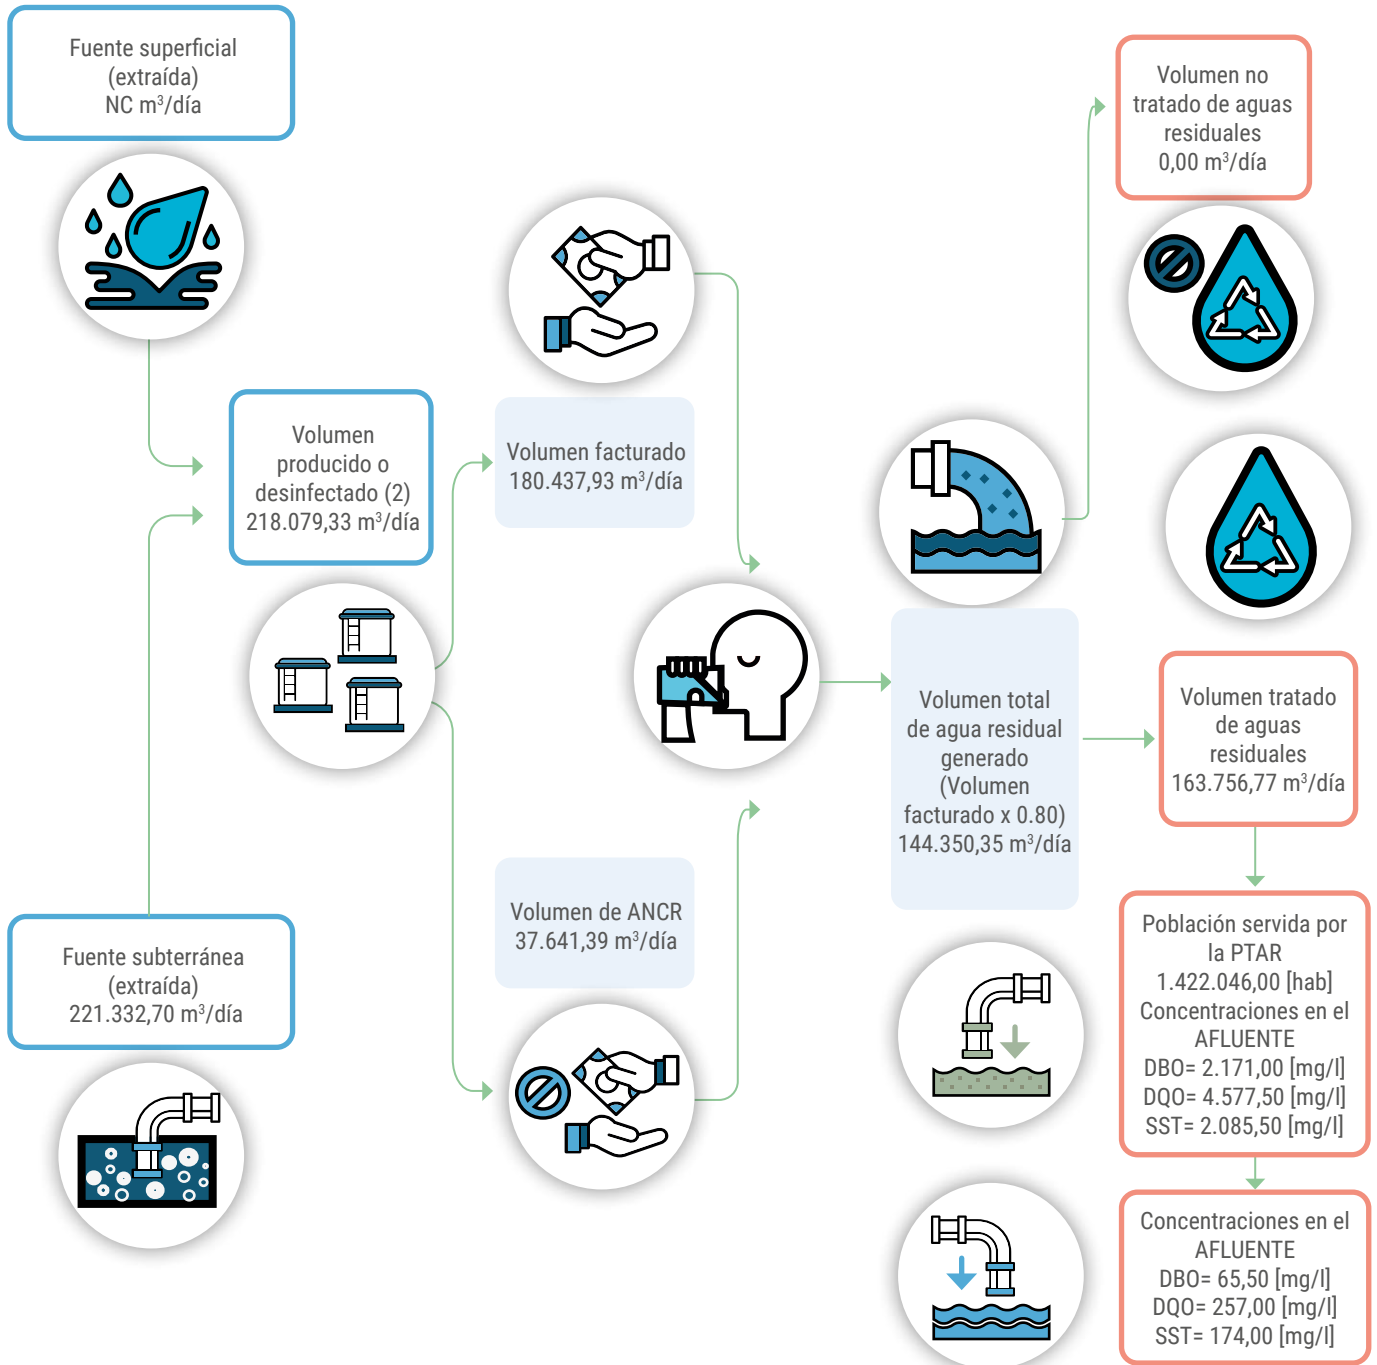 Fuente superficial
(extraída)
NC m³/día
Volumen
producido o
desinfectado (2)
218.079,33 m³/día
Fuente subterránea
(extraída)
221.332,70 m³/día
Volumen facturado
180.437,93 m³/día
Volumen de ANCR
37.641,39 m³/día
Volumen total
de agua residual
generado
(Volumen
facturado x 0.80)
144.350,35 m³/día
Volumen no
tratado de aguas
residuales
0,00 m³/día
Volumen tratado
de aguas
residuales
163.756,77 m³/día
Población servida por
la PTAR
1.422.046,00 [hab]
Concentraciones en el
AFLUENTE
DBO= 2.171,00 [mg/l]
DQO= 4.577,50 [mg/l]
SST= 2.085,50 [mg/l]
Concentraciones en el
AFLUENTE
DBO= 65,50 [mg/l]
DQO= 257,00 [mg/l]
SST= 174,00 [mg/l]